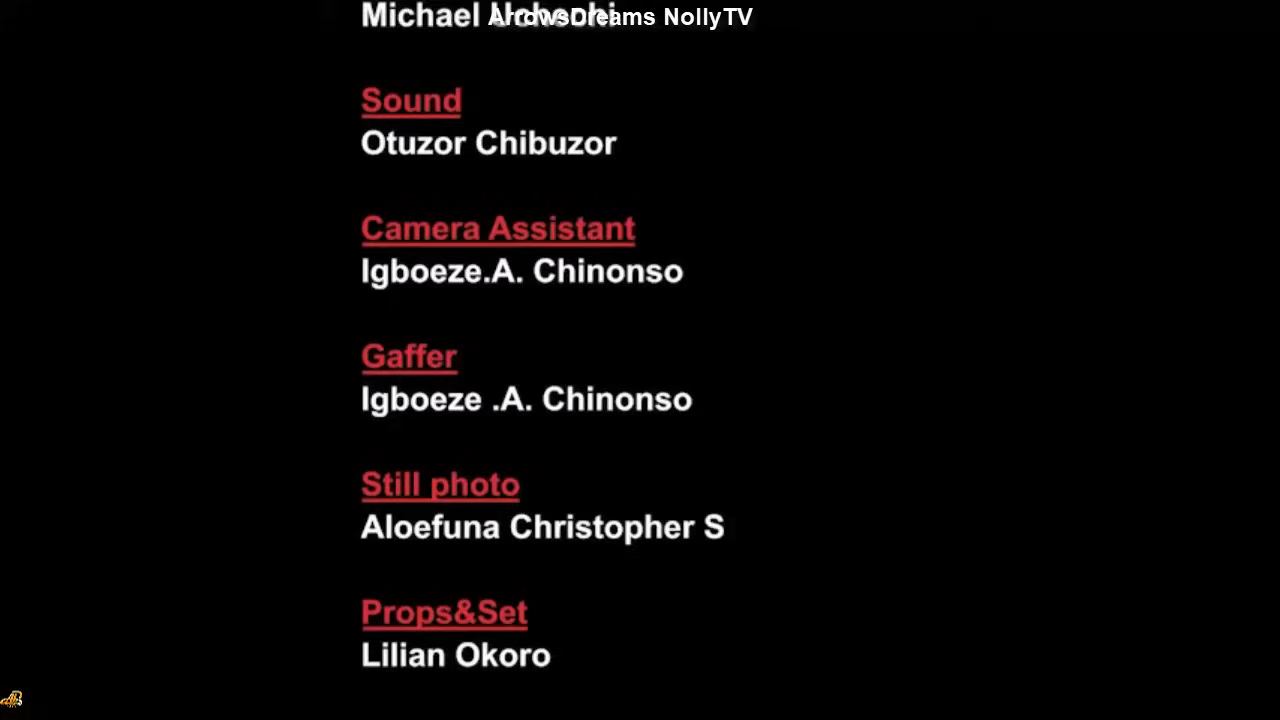 Michael
ArrowsDreams NollyTV
Sound
Otuzor Chibuzor
Camera Assistant
Igboeze.A. Chinonso
Gaffer
Igboeze .A. Chinonso
Still photo
Aloefuna Christopher S
Props&Set
Lilian Okoro